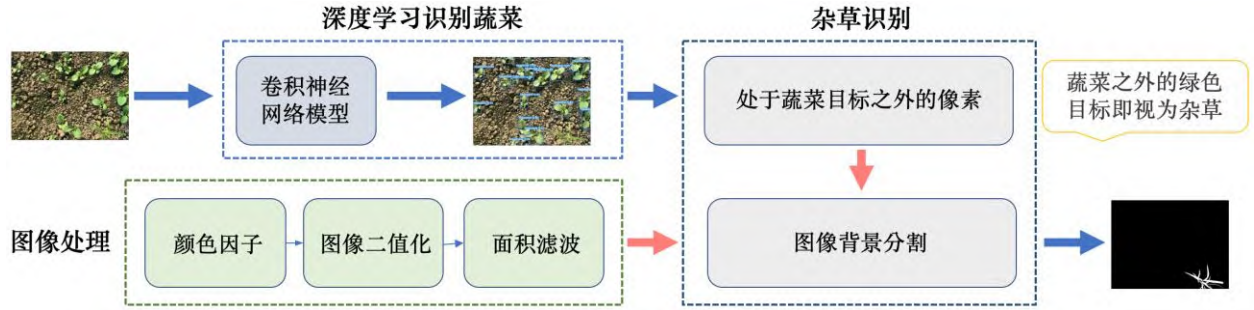 深度学习识别蔬菜
杂草识别
卷积神经
网络模型
处于蔬菜目标之外的像素
蔬菜之外的绿色
目标即视为杂草
图像处理
颜色因子
图像二值化
面积滤波
图像背景分割